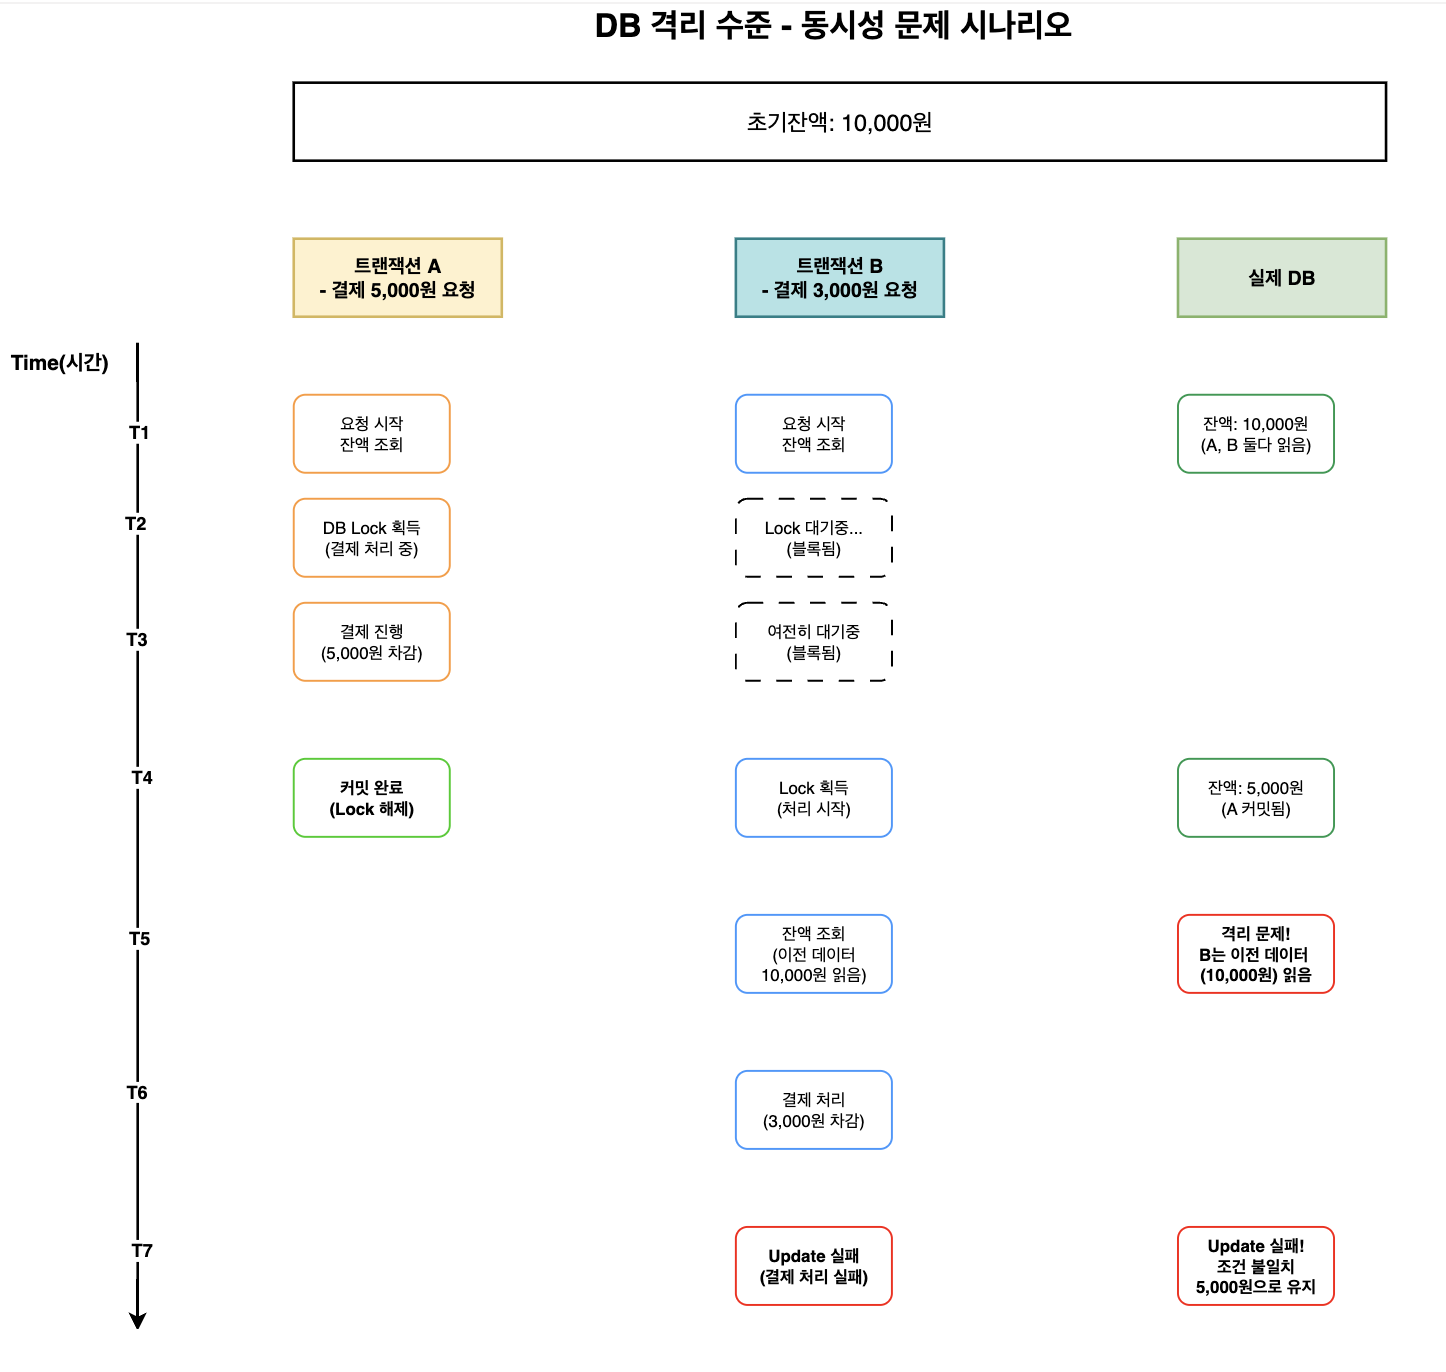 DB 격리 수준 - 동시성 문제 시나리오
초기잔액: 10,000원
트랜잭션 A
- 결제 5,000원 요청
트랜잭션 B
- 결제 3,000원 요청
실제 DB
Time(시간)
T1
요청 시작
잔액 조회
요청 시작
잔액 조회
잔액: 10,000원
(A, B 둘다 읽음)
T2
DB Lock 획득
(결제 처리 중)
Lock 대기중...
(블록됨)
T3
결제 진행
(5,000원 차감)
여전히 대기중
(블록됨)
T4
커밋 완료
(Lock 해제)
Lock 획득
(처리 시작)
잔액: 5,000원
(A 커밋됨)
T5
잔액 조회
(이전 데이터
10,000원 읽음)
격리 문제!
B는 이전 데이터
(10,000원) 읽음
T6
결제 처리
(3,000원 차감)
T7
Update 실패
(결제 처리 실패)
Update 실패!
조건 불일치
5,000원으로 유지